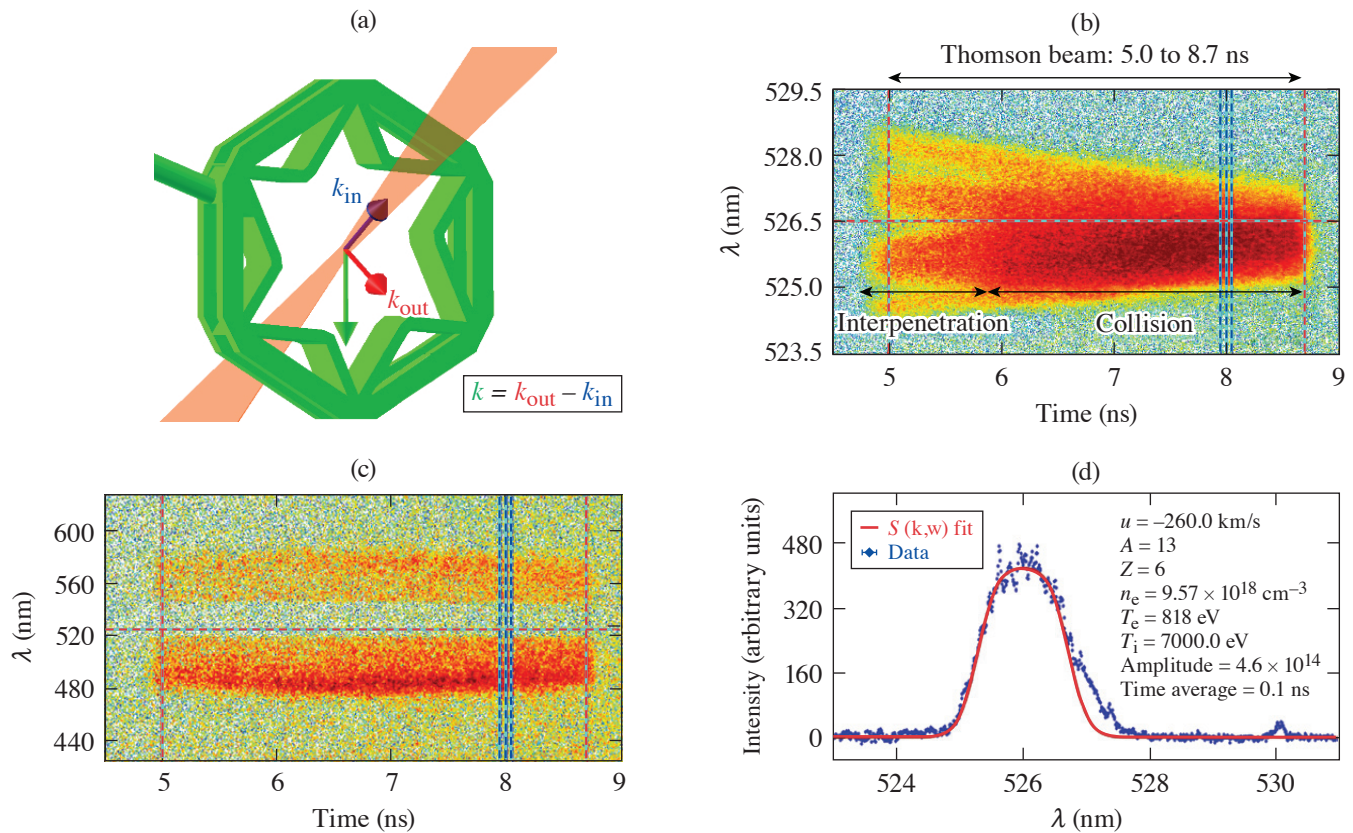 (a)
k_in
k_out
k = k_out – k_in
(b)
Thomson beam: 5.0 to 8.7 ns
529.5
528.0
526.5
525.0
523.5
λ (nm)
Interpenetration
Collision
5 6 7 8 9
Time (ns)
(c)
600
560
520
480
440
λ (nm)
5 6 7 8 9
Time (ns)
(d)
480
320
160
0
Intensity (arbitrary units)
S (k,w) fit
Data
u = –260.0 km/s
A = 13
Z = 6
n_e = 9.57 × 10^18 cm^–3
T_e = 818 eV
T_i = 7000.0 eV
Amplitude = 4.6 × 10^14
Time average = 0.1 ns
524 526 528 530
λ (nm)